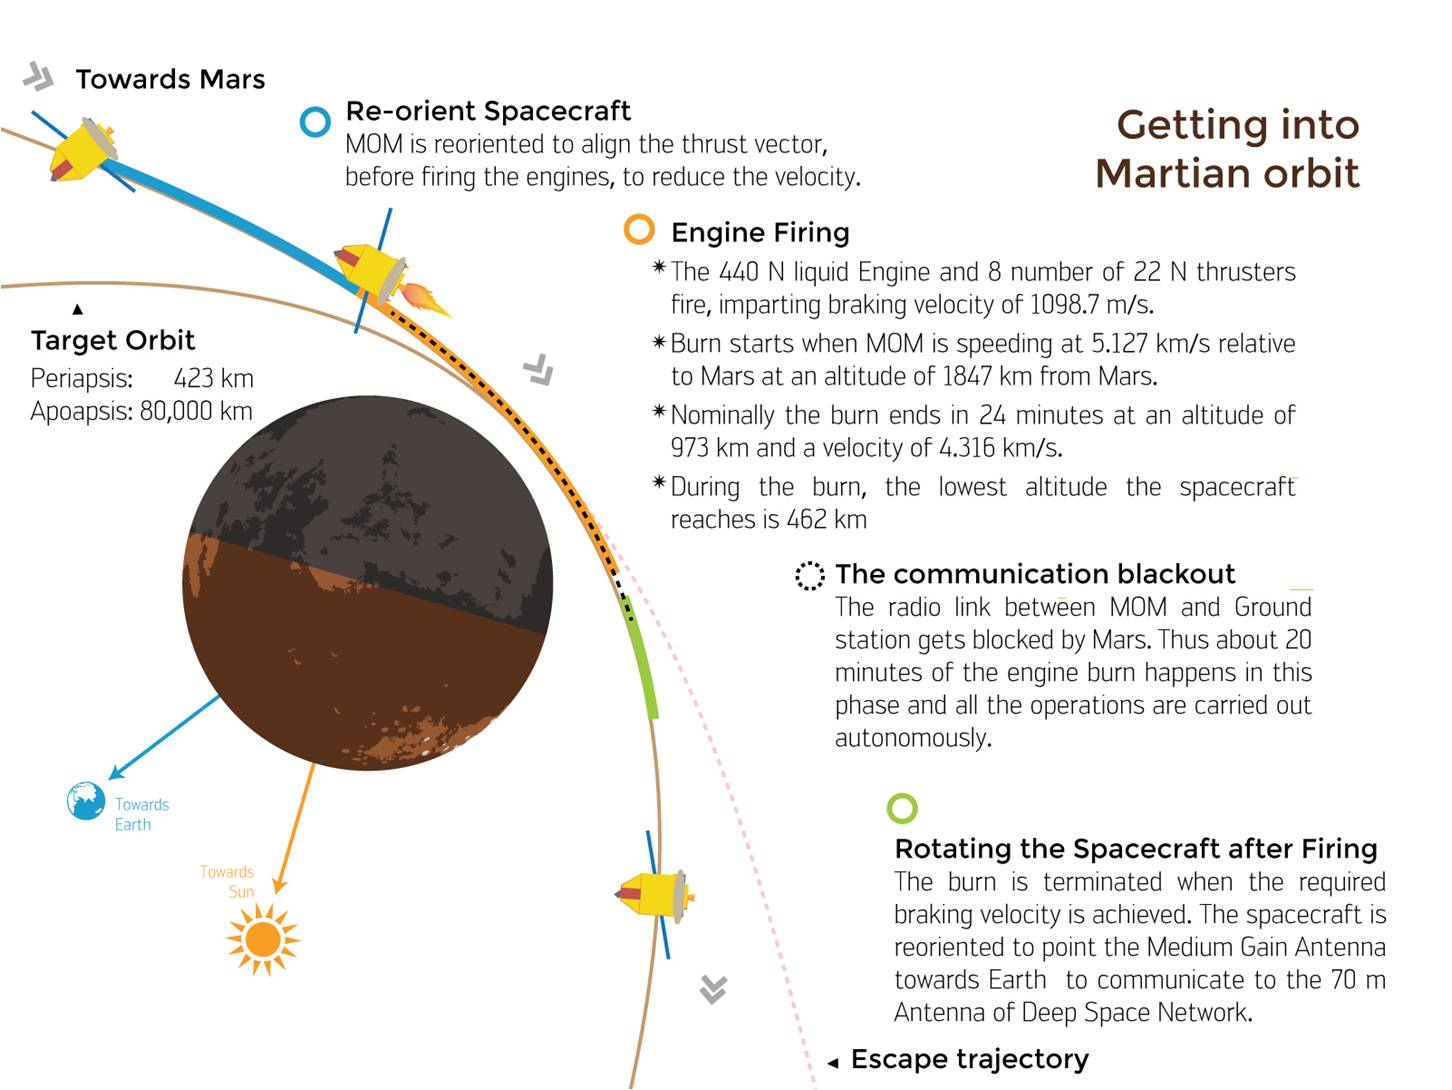 Towards Mars
Re-orient Spacecraft
MOM is reoriented to align the thrust vector,
before firing the engines, to reduce the velocity.
Getting into
Martian orbit
Engine Firing
*The 440 N liquid Engine and 8 number of 22 N thrusters
fire, imparting braking velocity of 1098.7 m/s.
*Burn starts when MOM is speeding at 5.127 km/s relative
to Mars at an altitude of 1847 km from Mars.
*Nominally the burn ends in 24 minutes at an altitude of
973 km and a velocity of 4.316 km/s.
*During the burn, the lowest altitude the spacecraft
reaches is 462 km
Target Orbit
Periapsis: 423 km
Apoapsis: 80,000 km
The communication blackout
The radio link between MOM and Ground
station gets blocked by Mars. Thus about 20
minutes of the engine burn happens in this
phase and all the operations are carried out
autonomously.
Towards
Earth
Towards
Sun
Rotating the Spacecraft after Firing
The burn is terminated when the required
braking velocity is achieved. The spacecraft is
reoriented to point the Medium Gain Antenna
towards Earth to communicate to the 70 m
Antenna of Deep Space Network.
Escape trajectory